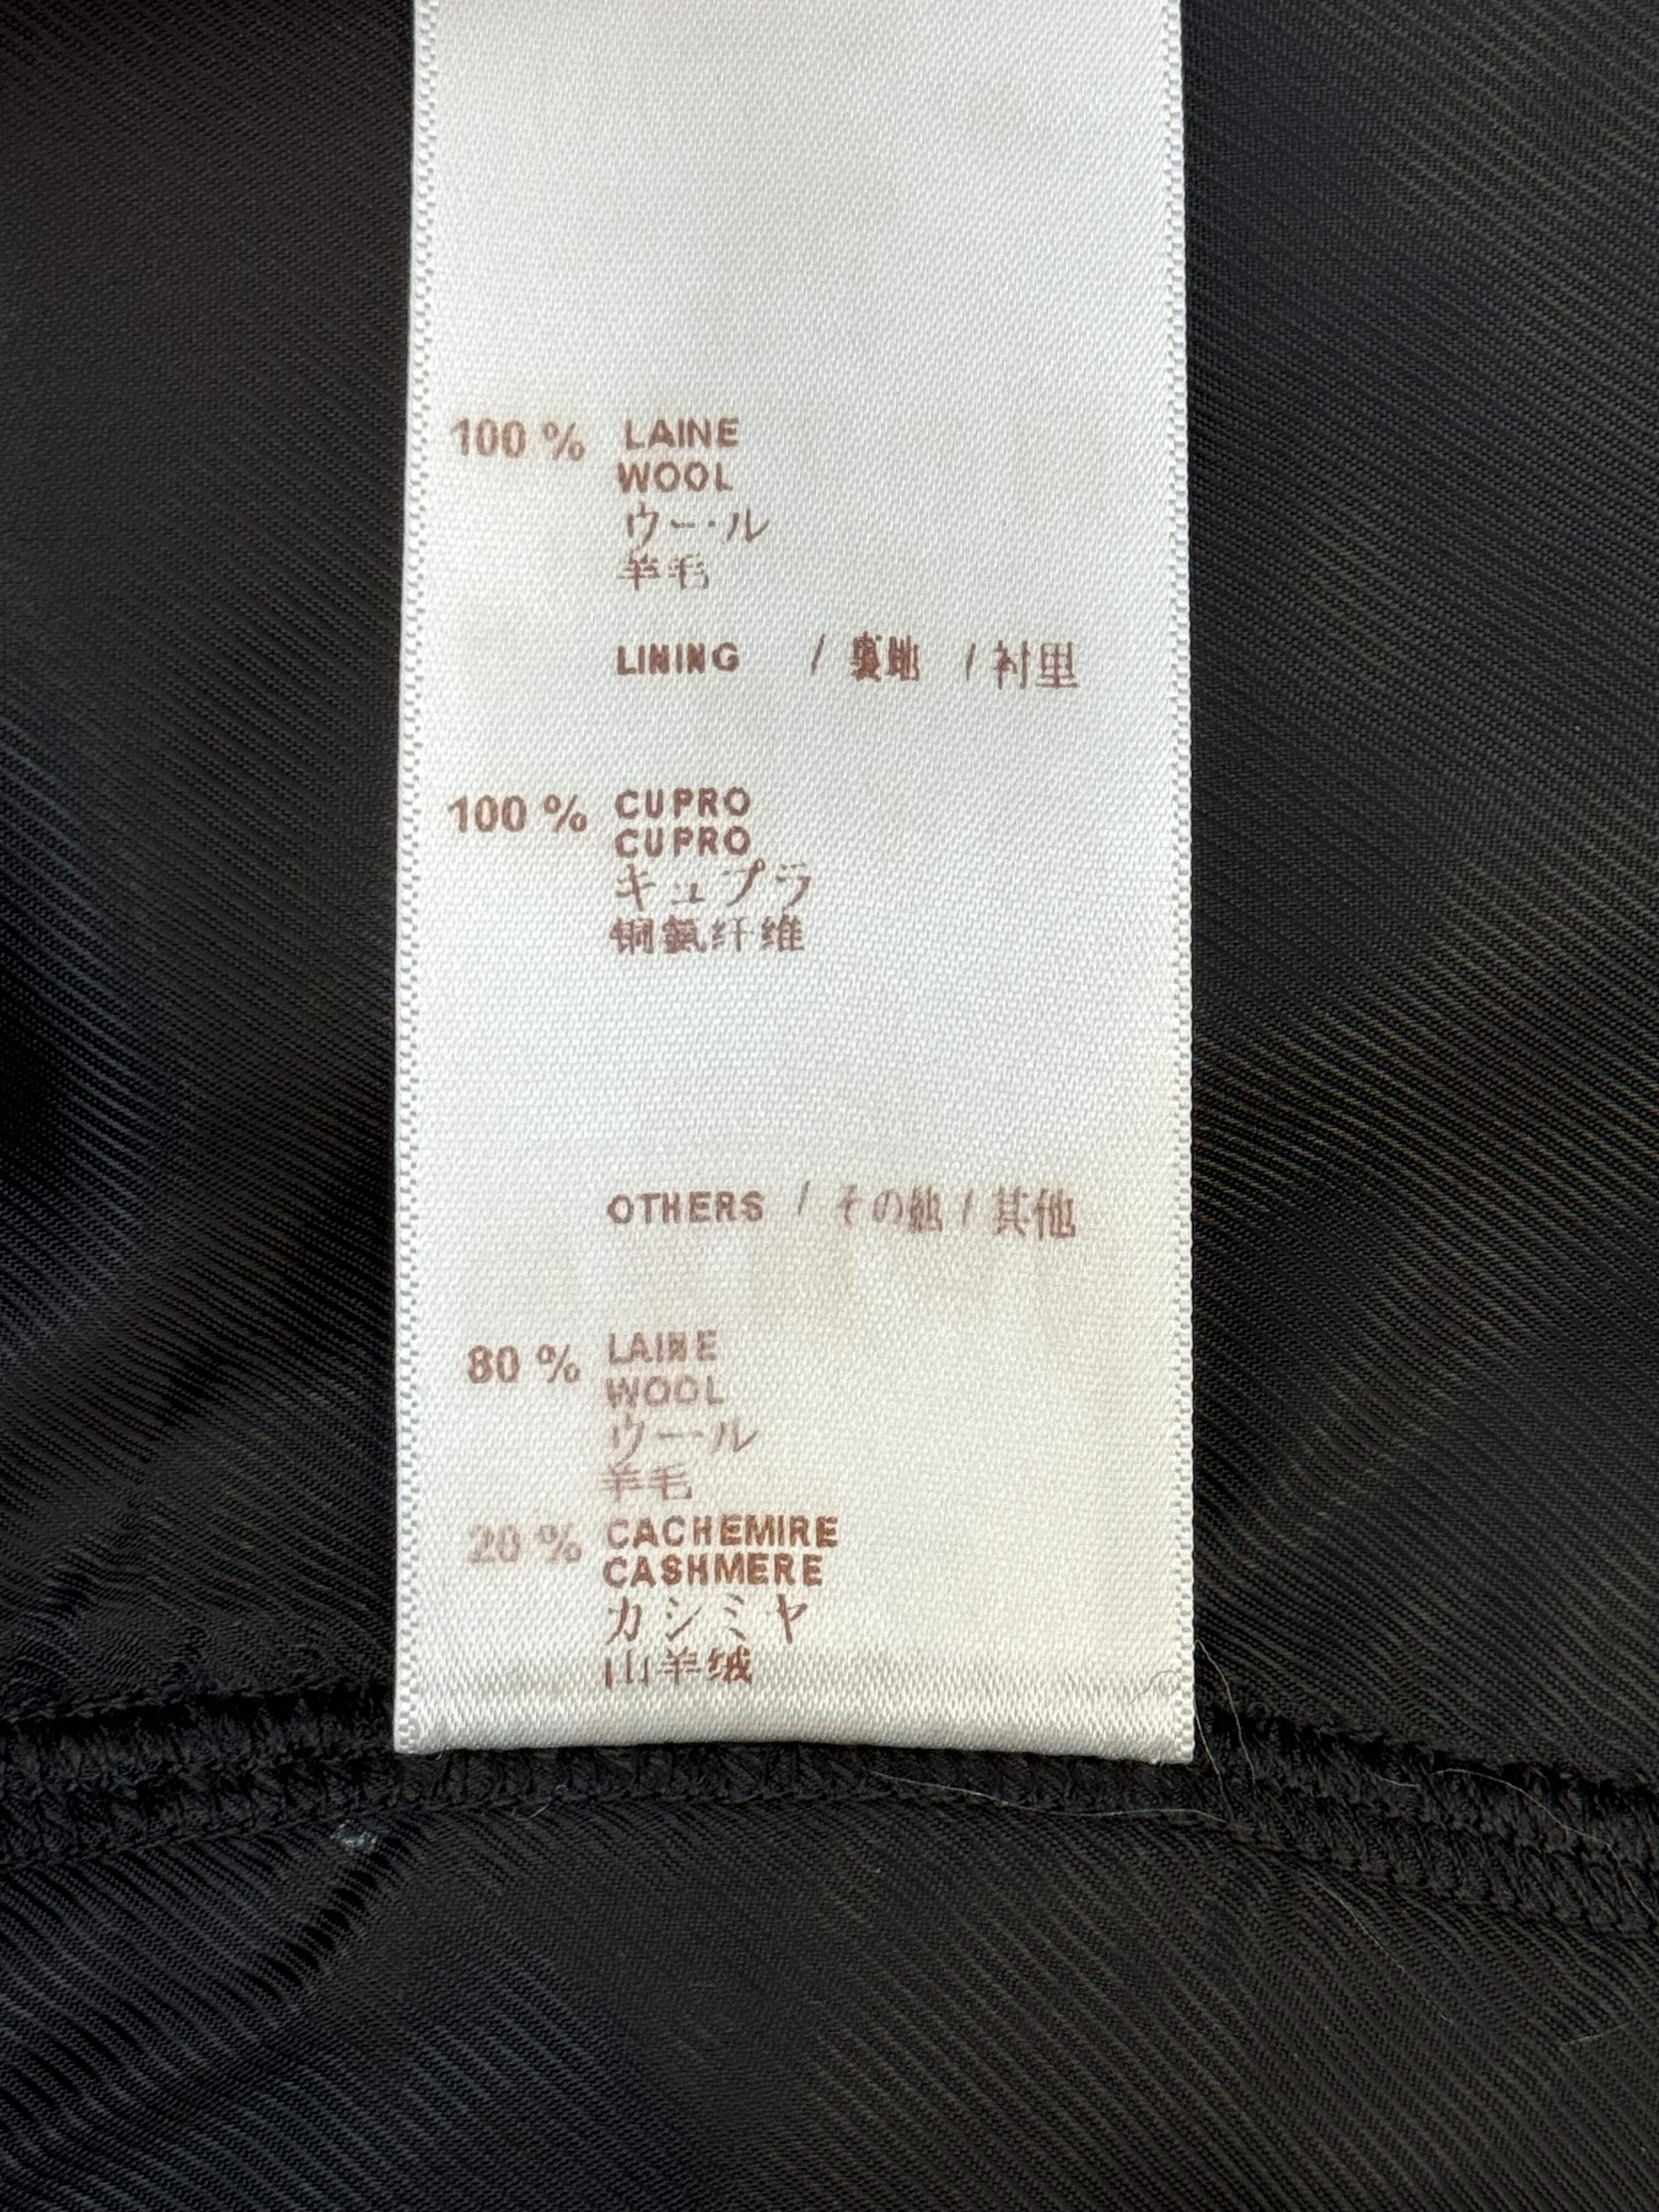 100 % LAINE
WOOL
ウール
羊毛
LINING / 裏地 / 衬里
100 % CUPRO
CUPRO
キュプラ
铜氨纤维
OTHERS / その他 / 其他
80 % LAINE
WOOL
ウール
羊毛
20 % CACHEMIRE
CASHMERE
カシミヤ
山羊绒